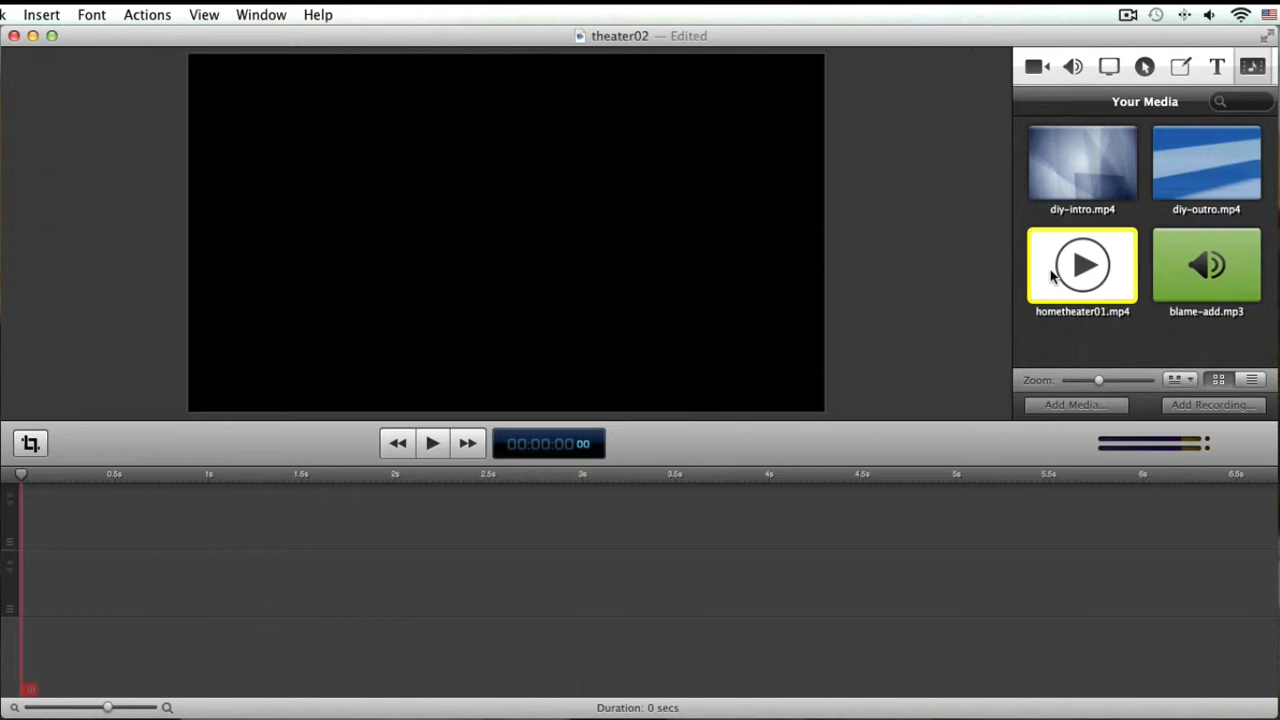 Insert Font Actions View Window Help
theater02 — Edited
Your Media
diy-intro.mp4 diy-outro.mp4
hometheater01.mp4 blame-add.mp3
Zoom:
Add Media... Add Recording...
00:00:00 00
0.5s 1s 1.5s 2s 2.5s 3s 3.5s 4s 4.5s 5s 5.5s 6s 6.5s
Duration: 0 secs